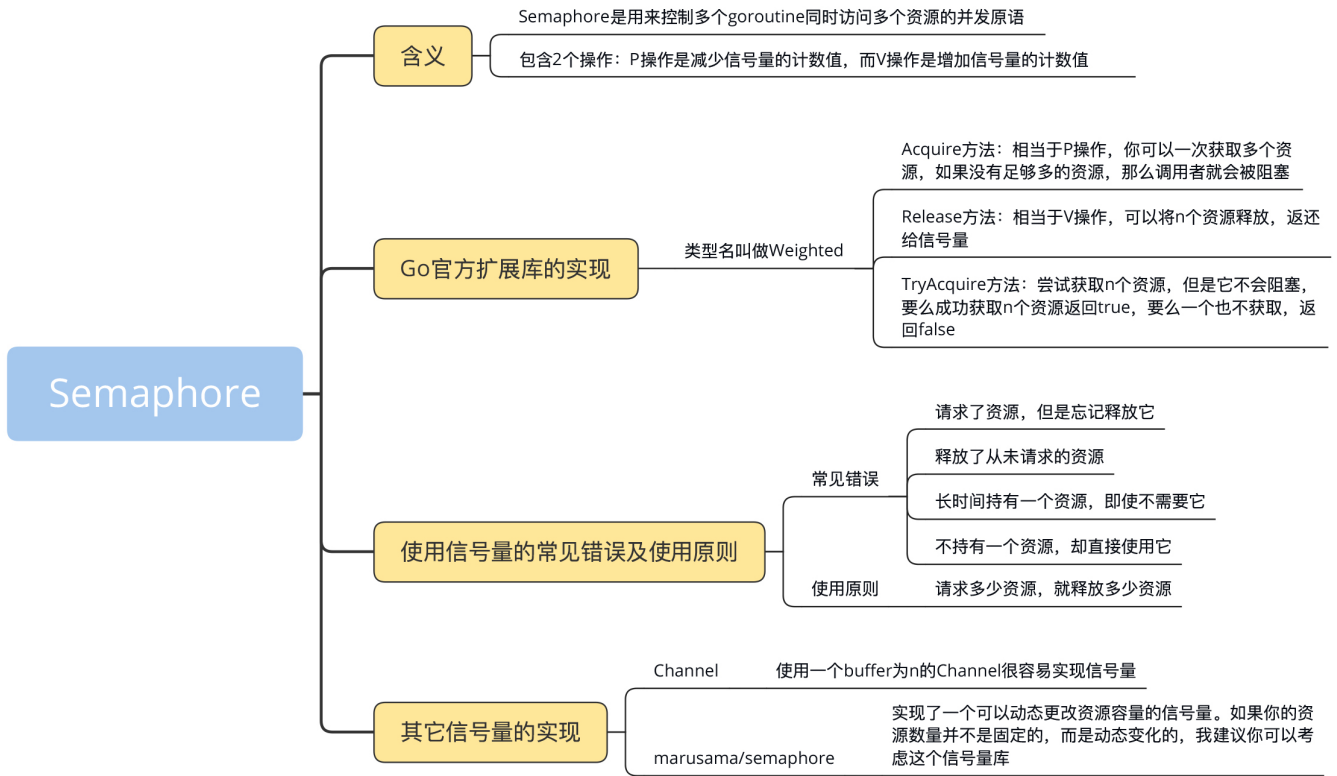 Semaphore
含义
Semaphore是用来控制多个goroutine同时访问多个资源的并发原语
包含2个操作：P操作是减少信号量的计数值，而V操作是增加信号量的计数值
Go官方扩展库的实现
类型名叫做Weighted
Acquire方法：相当于P操作，你可以一次获取多个资
源，如果没有足够多的资源，那么调用者就会被阻塞
Release方法：相当于V操作，可以将n个资源释放，返还
给信号量
TryAcquire方法：尝试获取n个资源，但是它不会阻塞，
要么成功获取n个资源返回true，要么一个也不获取，返
回false
使用信号量的常见错误及使用原则
常见错误
请求了资源，但是忘记释放它
释放了从未请求的资源
长时间持有一个资源，即使不需要它
不持有一个资源，却直接使用它
使用原则
请求多少资源，就释放多少资源
其它信号量的实现
Channel
使用一个buffer为n的Channel很容易实现信号量
marusama/semaphore
实现了一个可以动态更改资源容量的信号量。如果你的资
源数量并不是固定的，而是动态变化的，我建议你可以考
虑这个信号量库